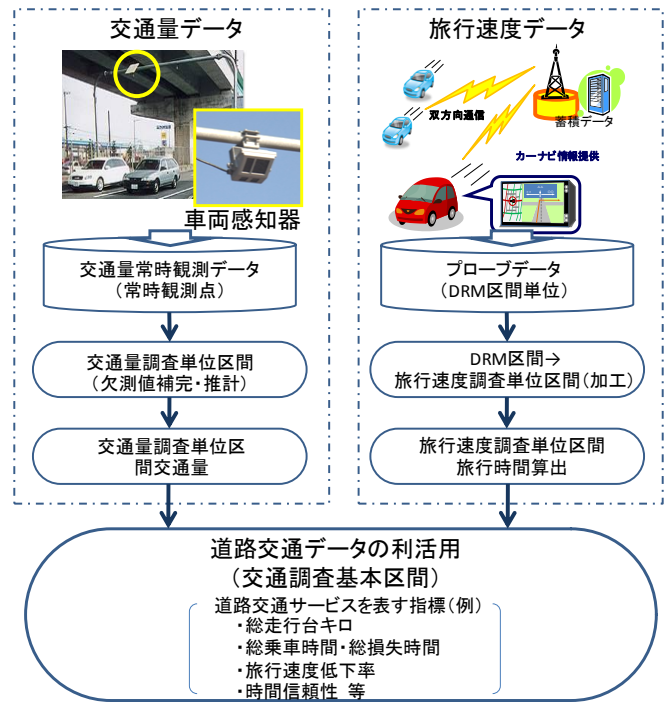 交通量データ
車両感知器
交通量常時観測データ
（常時観測点）
交通量調査単位区間
（欠測値補完・推計）
交通量調査単位区
間交通量
旅行速度データ
双方向通信
蓄積データ
カーナビ情報提供
プローブデータ
（DRM区間単位）
DRM区間→
旅行速度調査単位区間（加工）
旅行速度調査単位区間
旅行時間算出
道路交通データの利活用
（交通調査基本区間）
道路交通サービスを表す指標（例）
・総走行台キロ
・総乗車時間・総損失時間
・旅行速度低下率
・時間信頼性 等